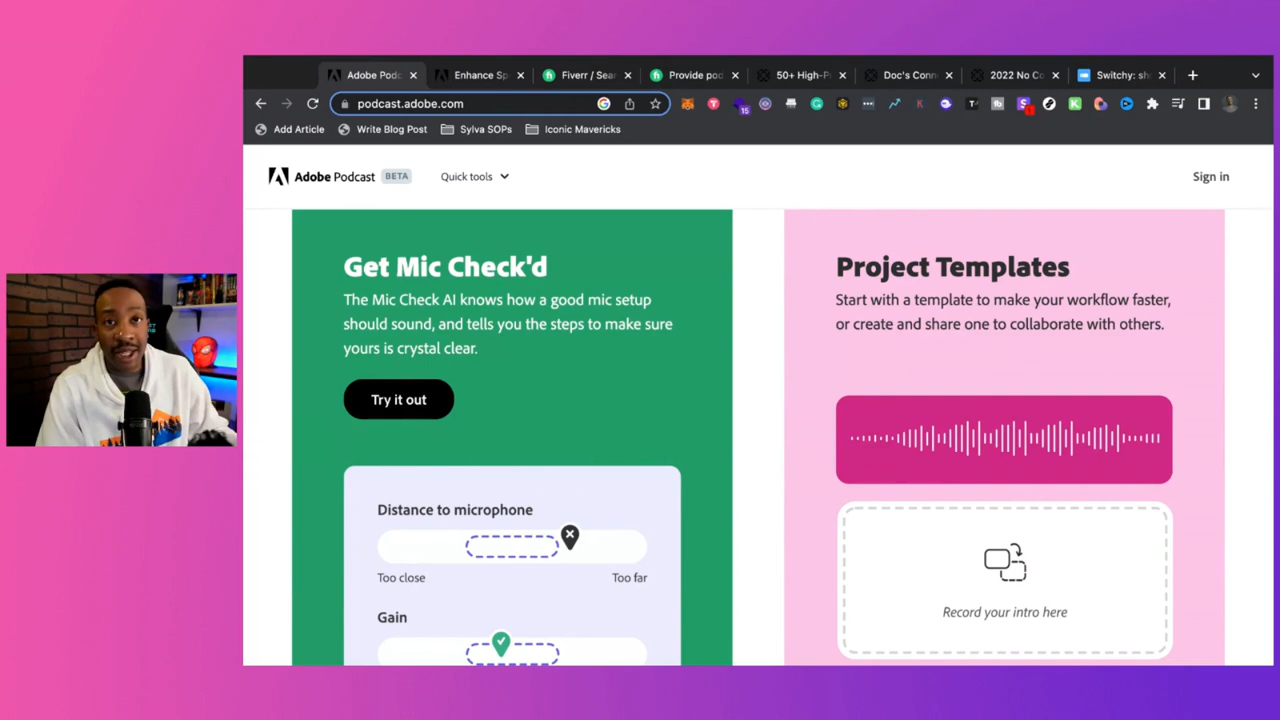 Adobe Podc
Enhance Sp
Fiverr / Sear
Provide pod
50+ High-P
Doc's Conn
2022 No Co
Switchy: sh
podcast.adobe.com
15
Add Article
Write Blog Post
Sylva SOPs
Iconic Mavericks
Adobe Podcast BETA
Quick tools
Sign in
Get Mic Check'd
The Mic Check AI knows how a good mic setup
should sound, and tells you the steps to make sure
yours is crystal clear.
Try it out
Distance to microphone
Too close
Too far
Gain
Project Templates
Start with a template to make your workflow faster,
or create and share one to collaborate with others.
Record your intro here